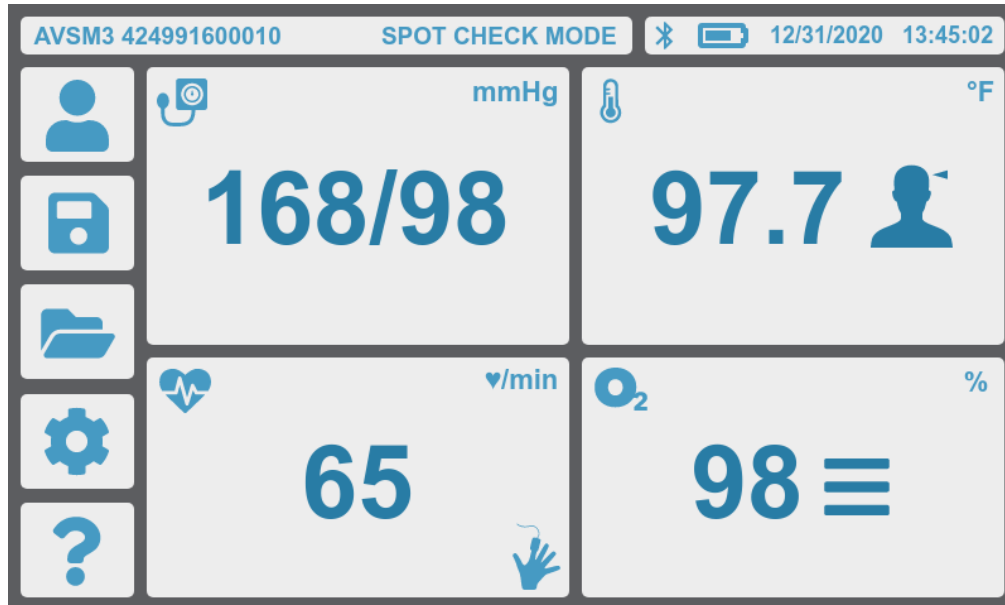 AVSM3 424991600010 SPOT CHECK MODE 12/31/2020 13:45:02
mmHg
168/98
°F
97.7
♥/min
65
O2
%
98
?